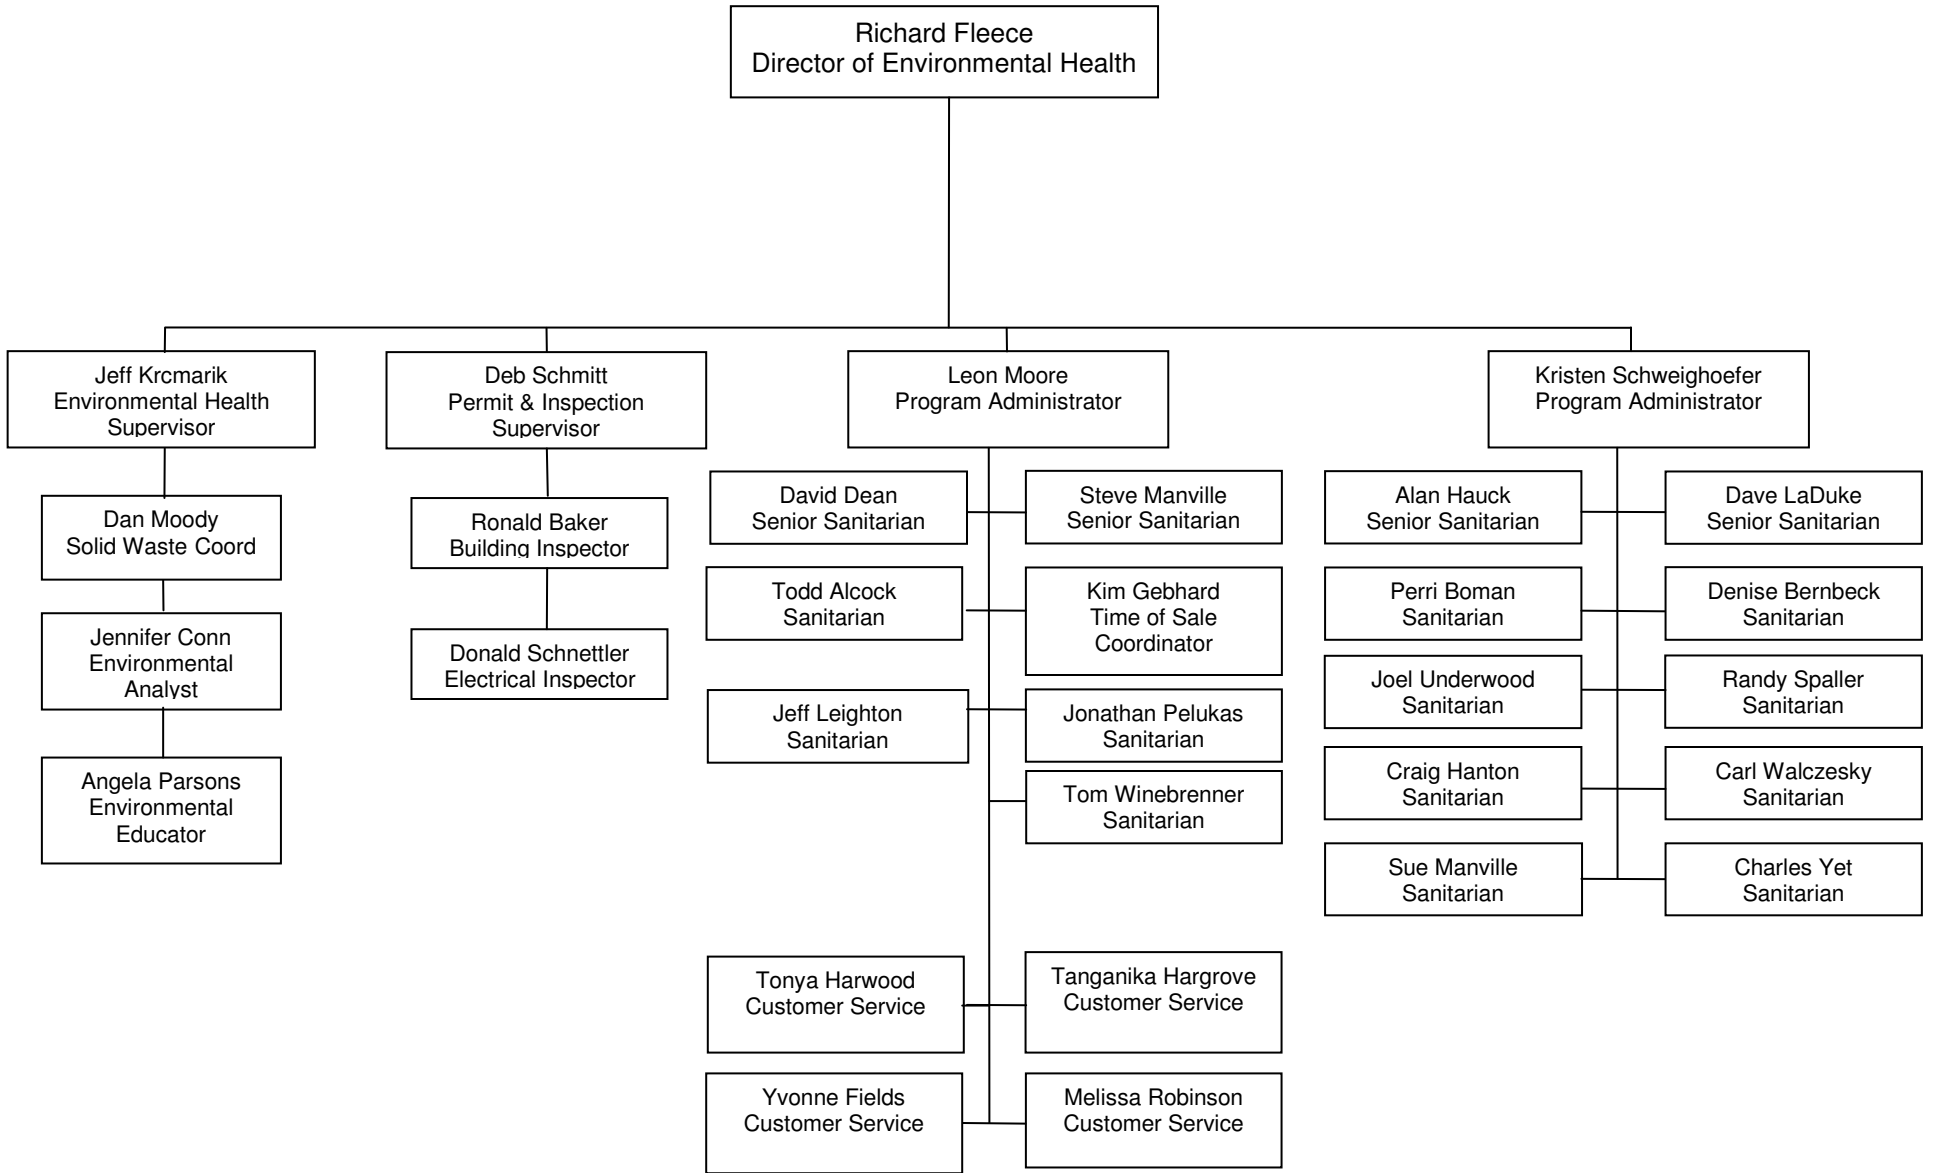 Richard Fleece
Director of Environmental Health
Jeff Krcmarik
Environmental Health
Supervisor
Deb Schmitt
Permit & Inspection
Supervisor
Leon Moore
Program Administrator
Kristen Schweighoefer
Program Administrator
Dan Moody
Solid Waste Coord
Jennifer Conn
Environmental
Analyst
Angela Parsons
Environmental
Educator
Ronald Baker
Building Inspector
Donald Schnettler
Electrical Inspector
David Dean
Senior Sanitarian
Steve Manville
Senior Sanitarian
Todd Alcock
Sanitarian
Kim Gebhard
Time of Sale
Coordinator
Jeff Leighton
Sanitarian
Jonathan Pelukas
Sanitarian
Tom Winebrenner
Sanitarian
Tonya Harwood
Customer Service
Tanganika Hargrove
Customer Service
Yvonne Fields
Customer Service
Melissa Robinson
Customer Service
Alan Hauck
Senior Sanitarian
Dave LaDuke
Senior Sanitarian
Perri Boman
Sanitarian
Denise Bernbeck
Sanitarian
Joel Underwood
Sanitarian
Randy Spaller
Sanitarian
Craig Hanton
Sanitarian
Carl Walczesky
Sanitarian
Sue Manville
Sanitarian
Charles Yet
Sanitarian